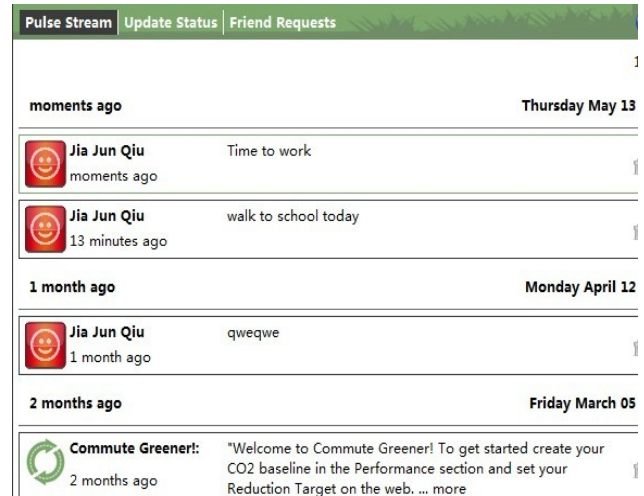 Pulse Stream Update Status Friend Requests
1
moments ago Thursday May 13
Jia Jun Qiu Time to work
moments ago
Jia Jun Qiu walk to school today
13 minutes ago
1 month ago Monday April 12
Jia Jun Qiu qweqwe
1 month ago
2 months ago Friday March 05
Commute Greener!: "Welcome to Commute Greener! To get started create your
CO2 baseline in the Performance section and set your
2 months ago
Reduction Target on the web. ... more